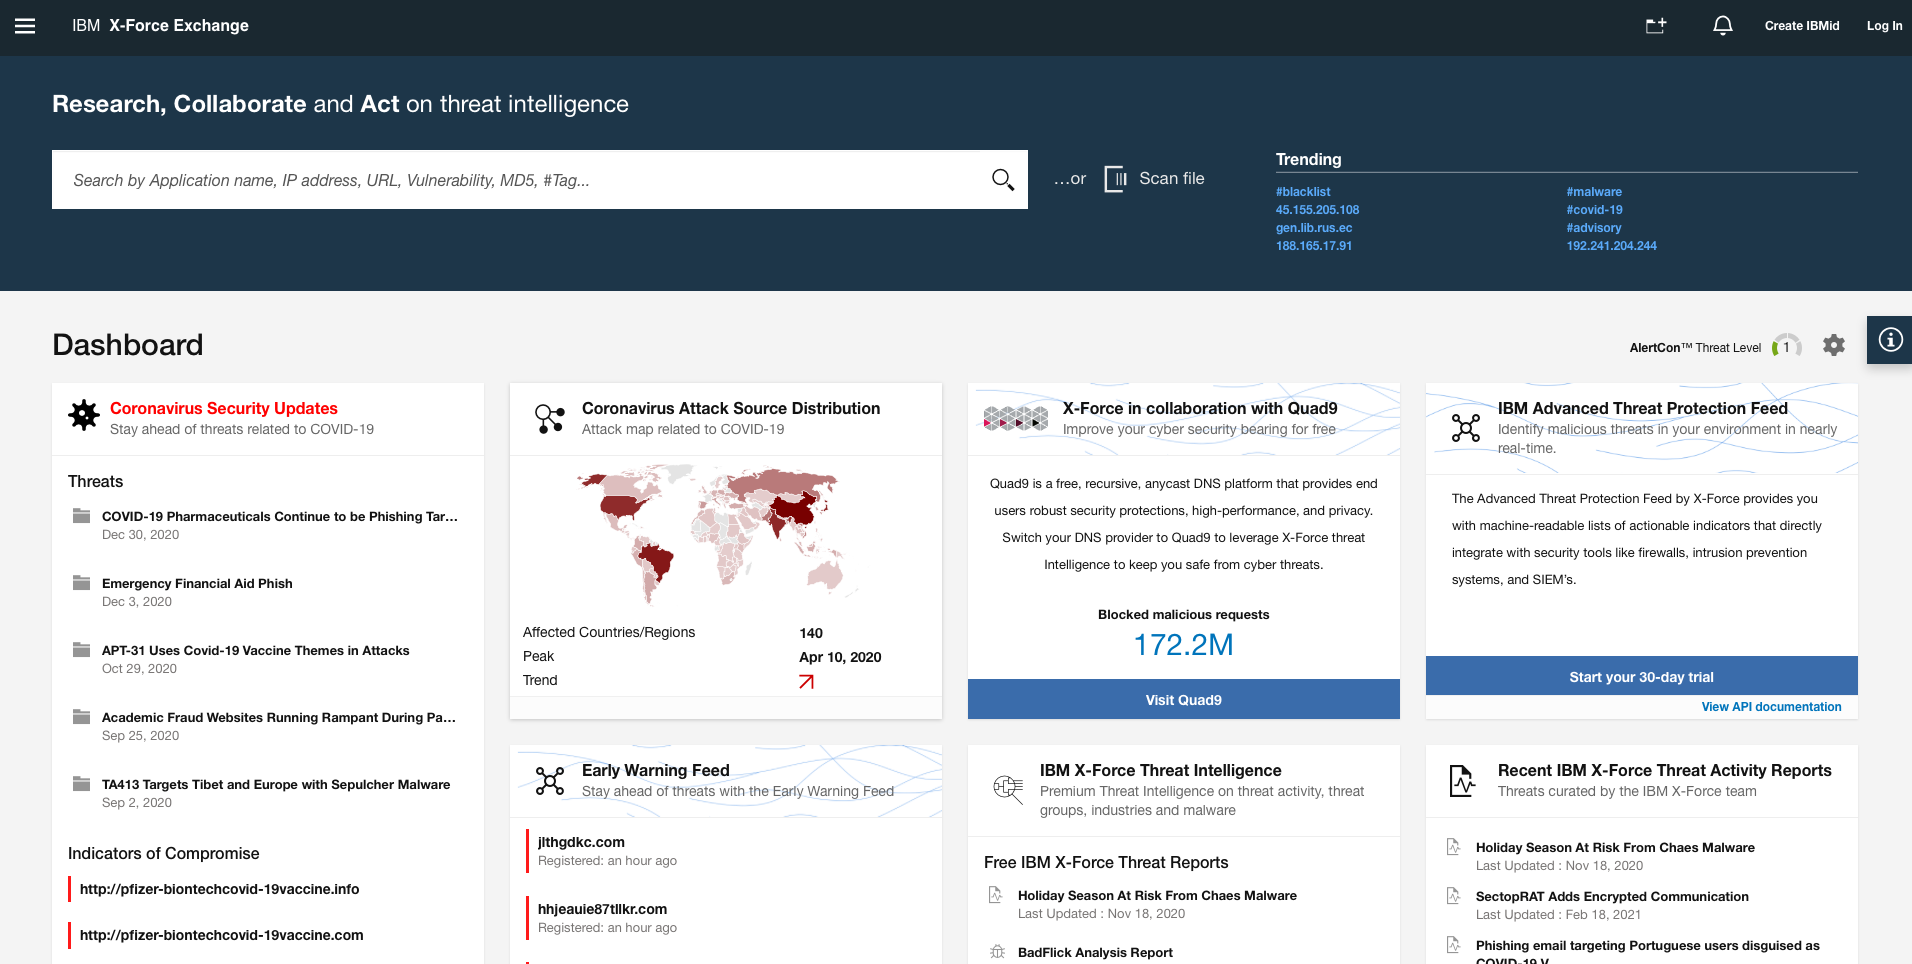 IBM X-Force Exchange
Create IBMid
Log In
Research, Collaborate and Act on threat intelligence
Search by Application name, IP address, URL, Vulnerability, MD5, #Tag...
...or
Scan file
Trending
#blacklist
45.155.205.108
gen.lib.rus.ec
188.165.17.91
#malware
#covid-19
#advisory
192.241.204.244
Dashboard
AlertCon™ Threat Level
1
Coronavirus Security Updates
Stay ahead of threats related to COVID-19
Threats
COVID-19 Pharmaceuticals Continue to be Phishing Tar...
Dec 30, 2020
Emergency Financial Aid Phish
Dec 3, 2020
APT-31 Uses Covid-19 Vaccine Themes in Attacks
Oct 29, 2020
Academic Fraud Websites Running Rampant During Pa...
Sep 25, 2020
TA413 Targets Tibet and Europe with Sepulcher Malware
Sep 2, 2020
Indicators of Compromise
http://pfizer-biontechcovid-19vaccine.info
http://pfizer-biontechcovid-19vaccine.com
Coronavirus Attack Source Distribution
Attack map related to COVID-19
Affected Countries/Regions 140
Peak Apr 10, 2020
Trend
X-Force in collaboration with Quad9
Improve your cyber security bearing for free
Quad9 is a free, recursive, anycast DNS platform that provides end
users robust security protections, high-performance, and privacy.
Switch your DNS provider to Quad9 to leverage X-Force threat
Intelligence to keep you safe from cyber threats.
Blocked malicious requests
172.2M
Visit Quad9
IBM Advanced Threat Protection Feed
Identify malicious threats in your environment in nearly
real-time.
The Advanced Threat Protection Feed by X-Force provides you
with machine-readable lists of actionable indicators that directly
integrate with security tools like firewalls, intrusion prevention
systems, and SIEM's.
Start your 30-day trial
View API documentation
Early Warning Feed
Stay ahead of threats with the Early Warning Feed
jlthgdkc.com
Registered: an hour ago
hhjeauie87tllkr.com
Registered: an hour ago
IBM X-Force Threat Intelligence
Premium Threat Intelligence on threat activity, threat
groups, industries and malware
Free IBM X-Force Threat Reports
Holiday Season At Risk From Chaes Malware
Last Updated : Nov 18, 2020
BadFlick Analysis Report
Recent IBM X-Force Threat Activity Reports
Threats curated by the IBM X-Force team
Holiday Season At Risk From Chaes Malware
Last Updated : Nov 18, 2020
SectopRAT Adds Encrypted Communication
Last Updated : Feb 18, 2021
Phishing email targeting Portuguese users disguised as
COVID-19 V